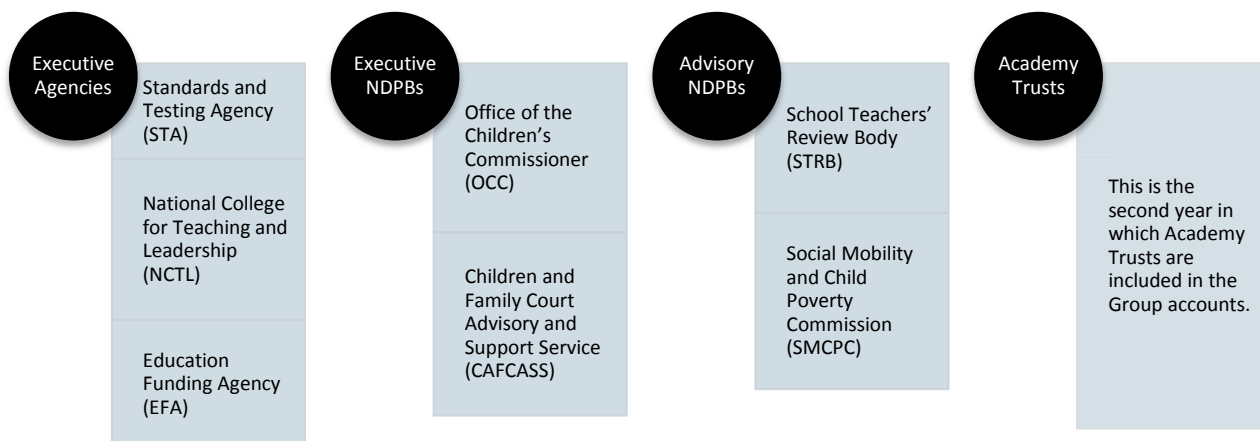 Executive
Agencies
Standards and
Testing Agency
(STA)
National College
for Teaching and
Leadership
(NCTL)
Education
Funding Agency
(EFA)
Executive
NDPBs
Office of the
Children’s
Commissioner
(OCC)
Children and
Family Court
Advisory and
Support Service
(CAFCASS)
Advisory
NDPBs
School Teachers’
Review Body
(STRB)
Social Mobility
and Child
Poverty
Commission
(SMCPC)
Academy
Trusts
This is the
second year in
which Academy
Trusts are
included in the
Group accounts.